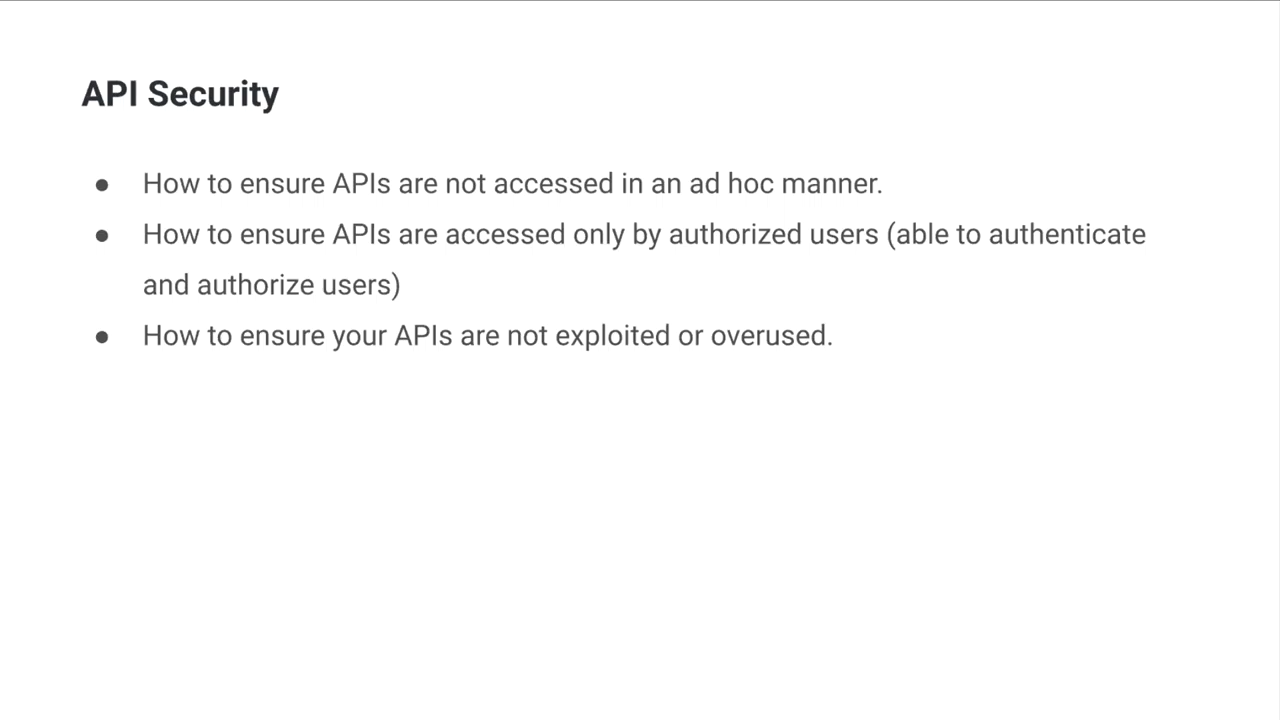 API Security
● How to ensure APIs are not accessed in an ad hoc manner.
● How to ensure APIs are accessed only by authorized users (able to authenticate
and authorize users)
● How to ensure your APIs are not exploited or overused.